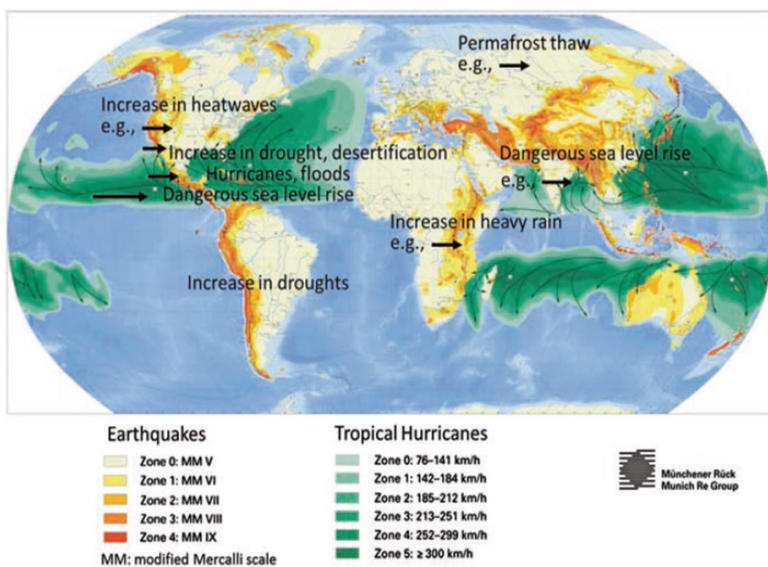 Permafrost thaw
e.g.,
Increase in heatwaves
e.g.,
Increase in drought, desertification
Dangerous sea level rise
Hurricanes, floods
e.g.,
Dangerous sea level rise
Increase in heavy rain
e.g.,
Increase in droughts
Earthquakes
Zone 0: MM V
Zone 1: MM VI
Zone 2: MM VII
Zone 3: MM VIII
Zone 4: MM IX
MM: modified Mercalli scale
Tropical Hurricanes
Zone 0: 76–141 km/h
Zone 1: 142–184 km/h
Zone 2: 185–212 km/h
Zone 3: 213–251 km/h
Zone 4: 252–299 km/h
Zone 5: ≥ 300 km/h
Münchener Rück
Munich Re Group